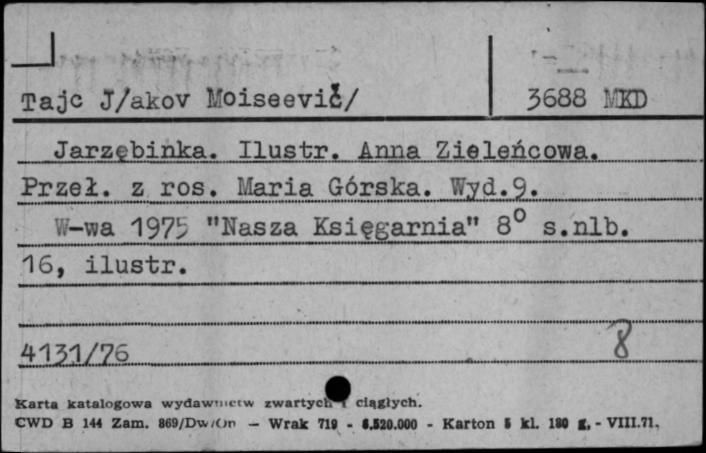 Tajc J/akov Moiseevič/ 3688 MKD
Jarzębinka. Ilustr. Anna Zieleńcowa.
Przeł. z ros. Maria Górska. Wyd.9.
W-wa 1975 "Nasza Księgarnia" 8° s.nlb.
16, ilustr.
4131/76 8
Karta katalogowa wydawnictw zwartych i ciągłych.
CWD B 144 Zam. 869/Dw/On — Wrak 719 - 8.520.000 - Karton 5 kl. 180 g. - VIII.71.